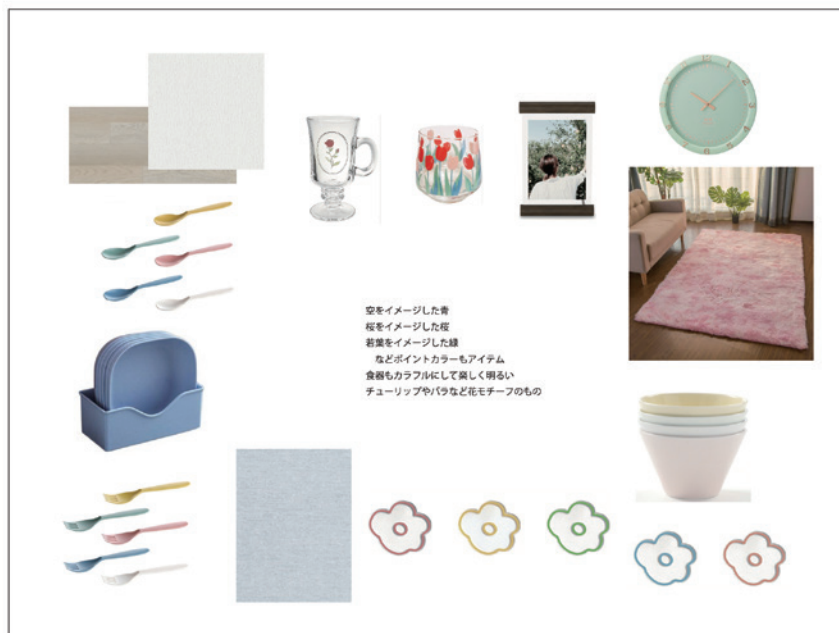 空をイメージした青
桜をイメージした桜
若葉をイメージした緑
などポイントカラーもアイテム
食器もカラフルにして楽しく明るい
チューリップやバラなど花モチーフのもの